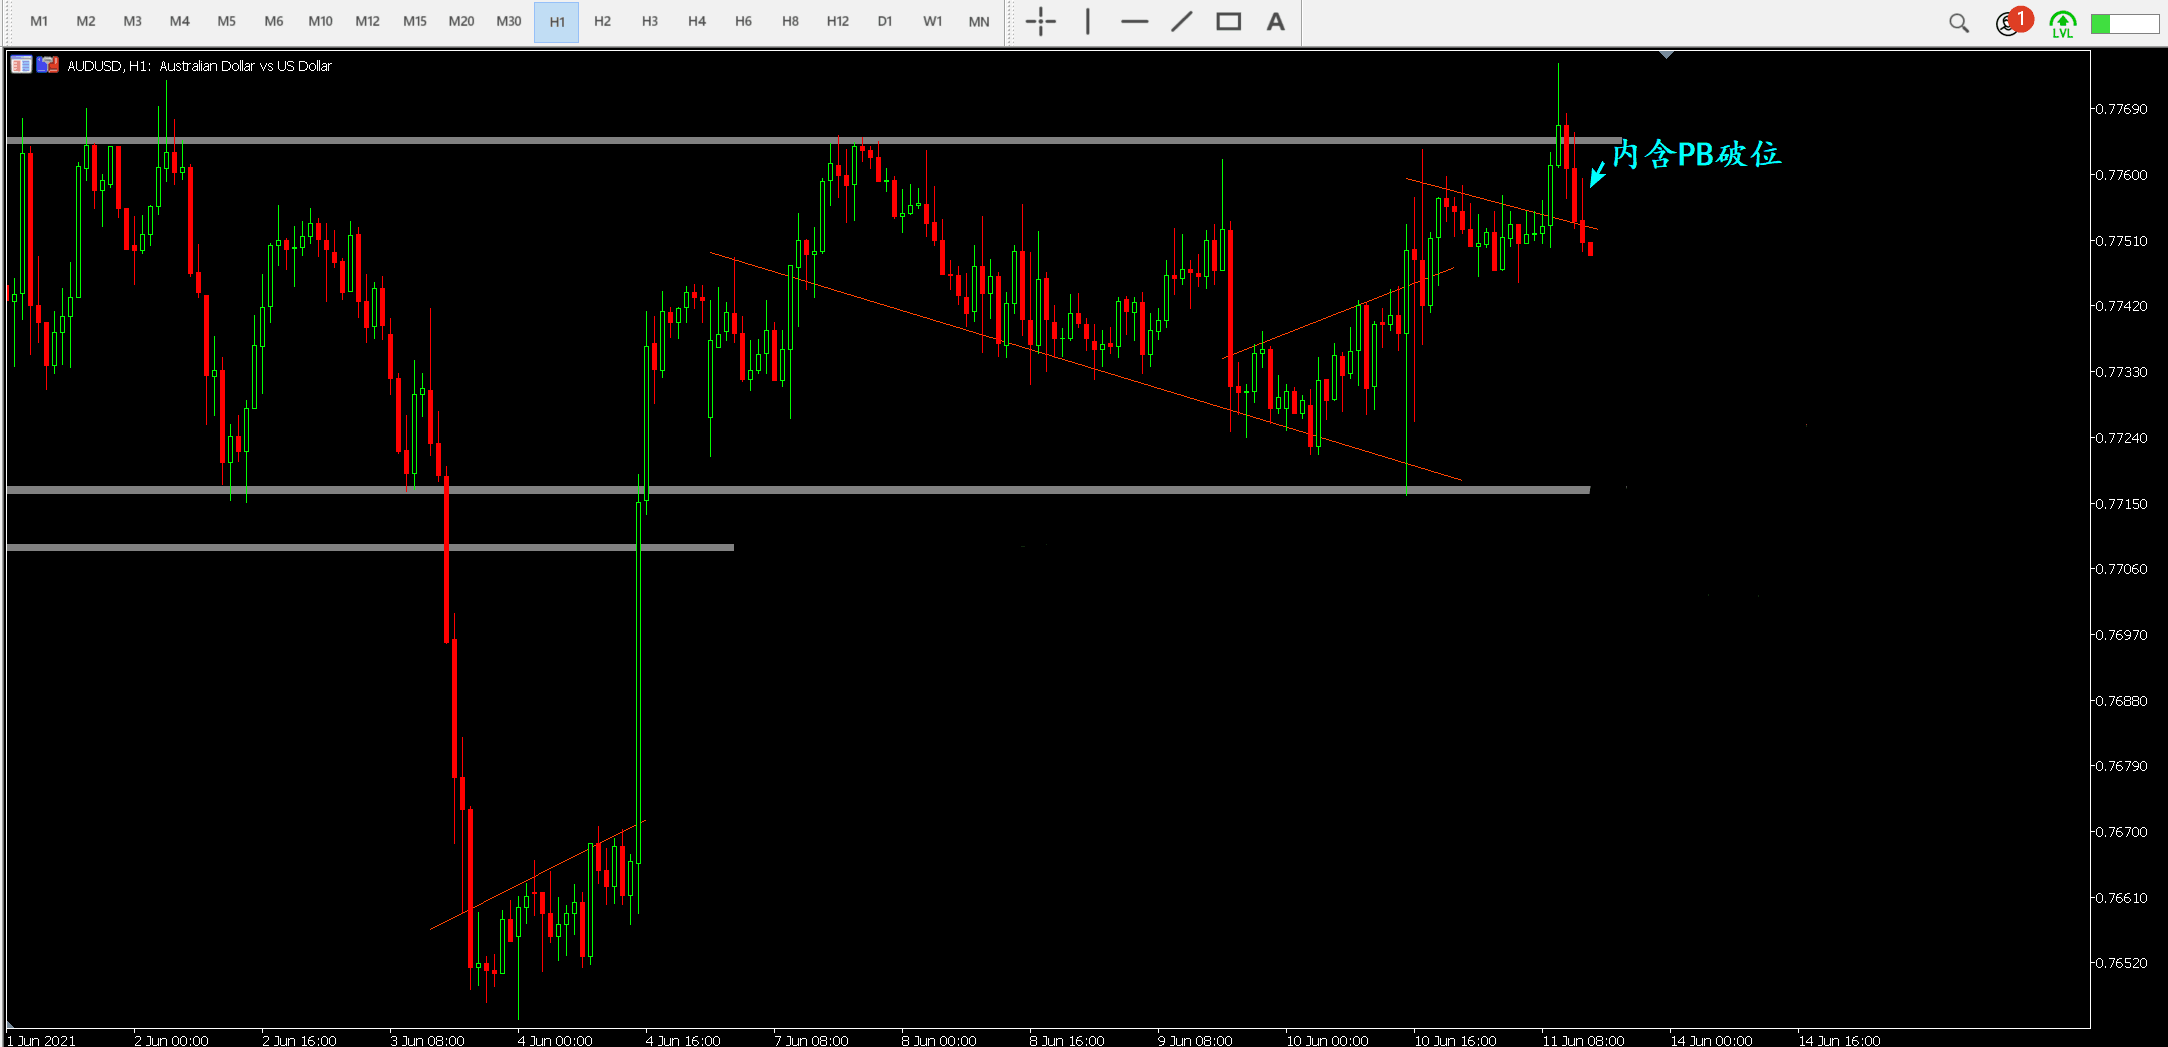 M1 M2 M3 M4 M5 M6 M10 M12 M15 M20 M30 H1 H2 H3 H4 H6 H8 H12 D1 W1 MN A 1
LVL
AUDUSD, H1: Australian Dollar vs US Dollar
0.77690
内含PB破位
0.77600
0.77510
0.77420
0.77330
0.77240
0.77150
0.77060
0.76970
0.76880
0.76790
0.76700
0.76610
0.76520
1 Jun 2021 2 Jun 00:00 2 Jun 16:00 3 Jun 08:00 4 Jun 00:00 4 Jun 16:00 7 Jun 08:00 8 Jun 00:00 8 Jun 16:00 9 Jun 08:00 10 Jun 00:00 10 Jun 16:00 11 Jun 08:00 14 Jun 00:00 14 Jun 16:00